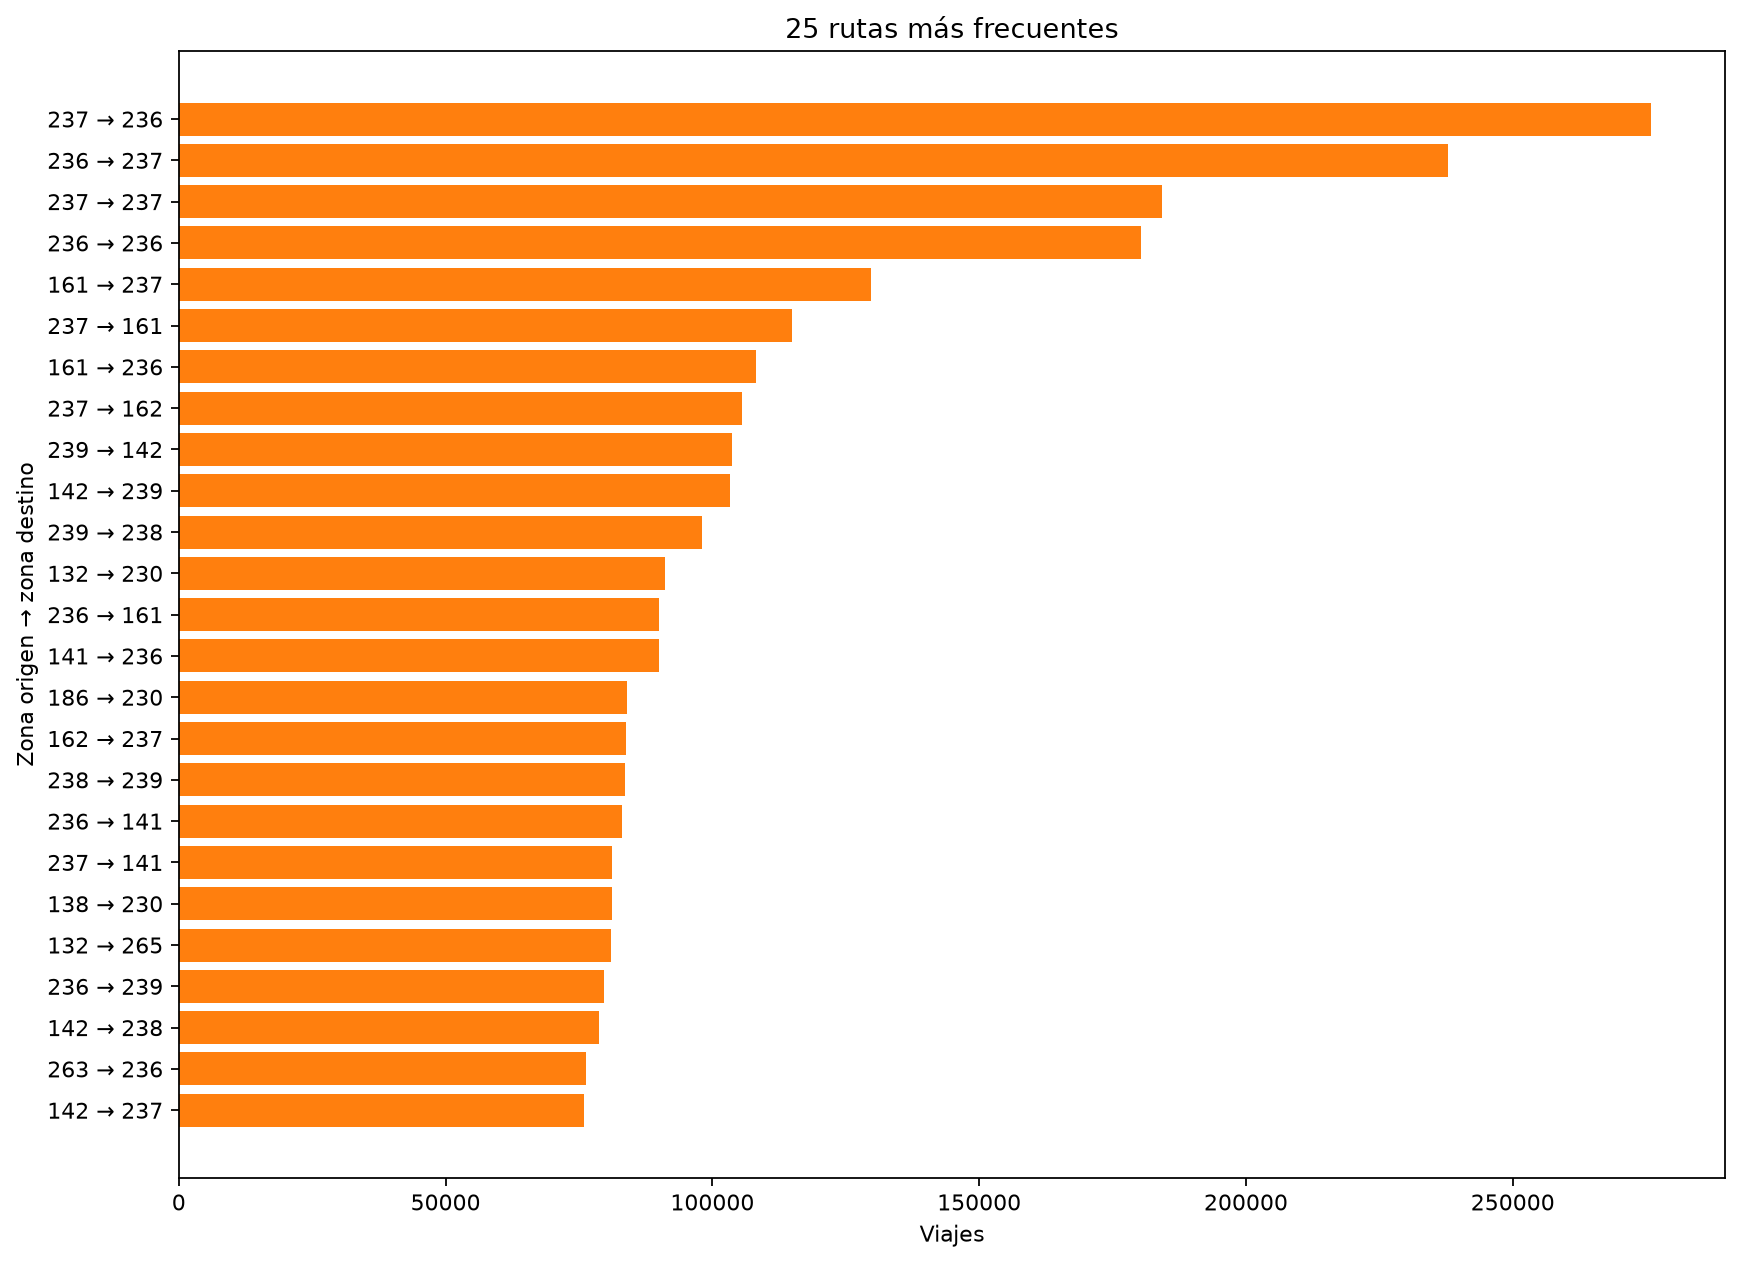 25 rutas más frecuentes
Zona origen → zona destino
237 → 236
236 → 237
237 → 237
236 → 236
161 → 237
237 → 161
161 → 236
237 → 162
239 → 142
142 → 239
239 → 238
132 → 230
236 → 161
141 → 236
186 → 230
162 → 237
238 → 239
236 → 141
237 → 141
138 → 230
132 → 265
236 → 239
142 → 238
263 → 236
142 → 237
0 50000 100000 150000 200000 250000
Viajes